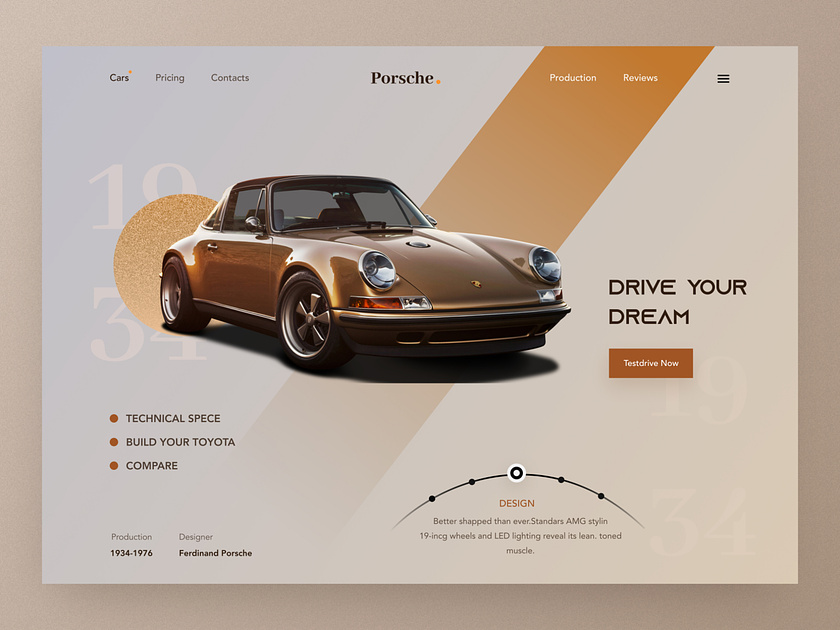 Cars Pricing Contacts Porsche. Production Reviews
19
34
DRIVE YOUR
DREAM
Testdrive Now
19
34
TECHNICAL SPECE
BUILD YOUR TOYOTA
COMPARE
DESIGN
Better shapped than ever.Standars AMG stylin
19-incg wheels and LED lighting reveal its lean. toned
muscle.
Production Designer
1934-1976 Ferdinand Porsche